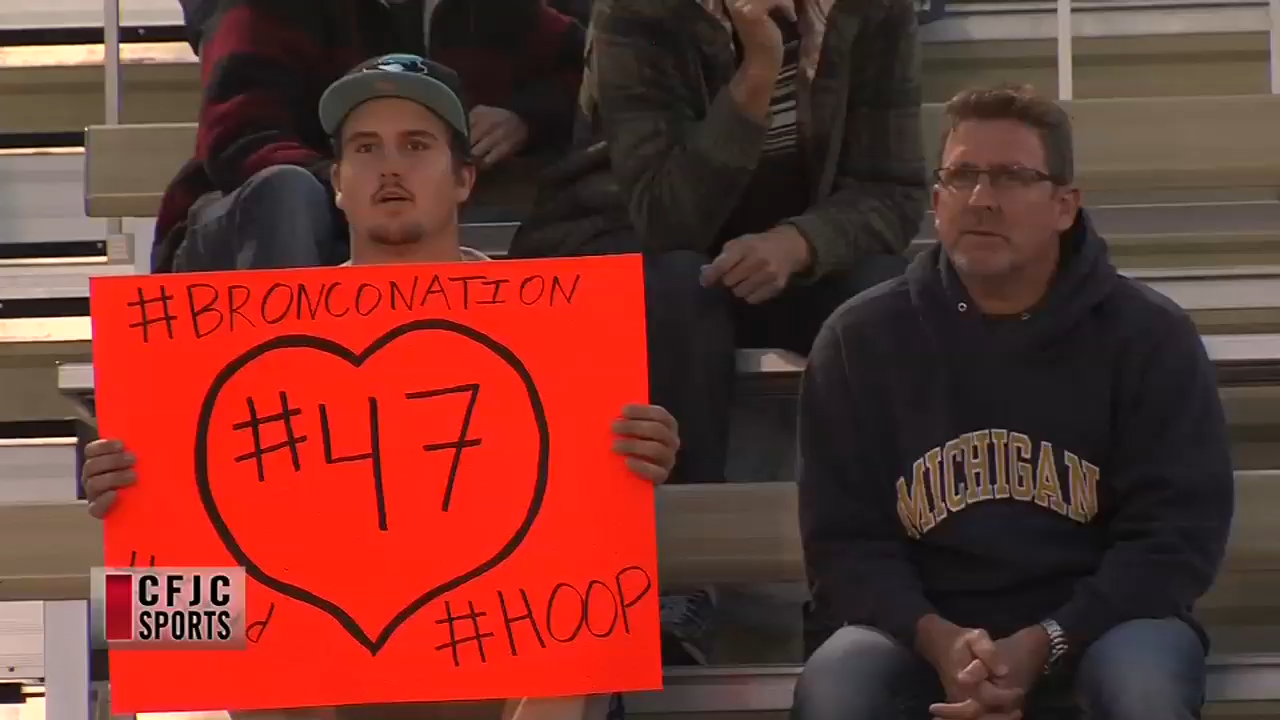 #BRONCONATION
#47
#HOOP
CFJC
SPORTS
MICHIGAN